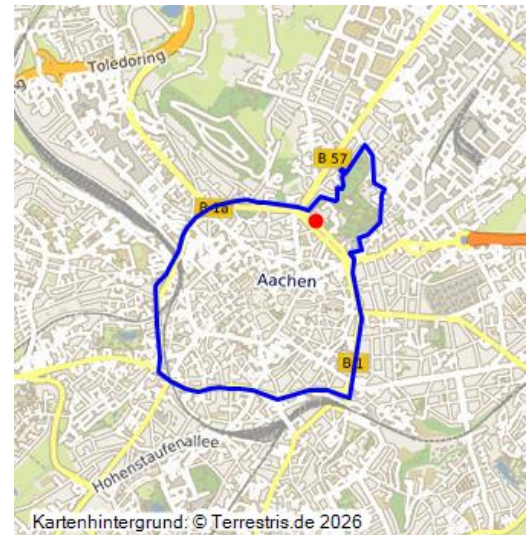 Toledoring
B 57
B 1a
Aachen
B 1
Hohenstaufenallee
Kartenhintergrund: © Terrestris.de 2026